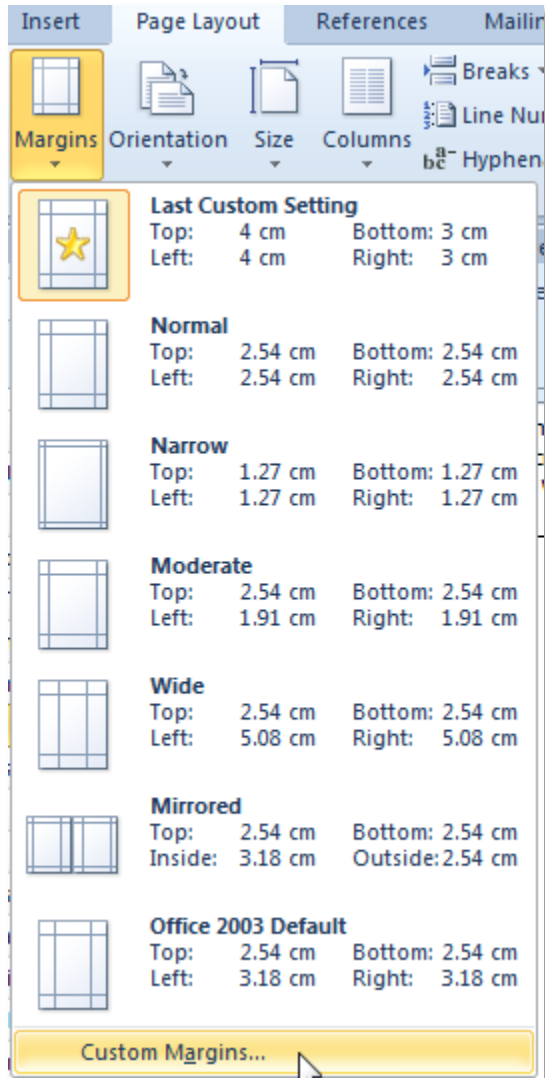 Insert Page Layout References Mailin
Breaks
Line Nu
Margins Orientation Size Columns
Hyphen
Last Custom Setting
Top: 4 cm Bottom: 3 cm
Left: 4 cm Right: 3 cm
Normal
Top: 2.54 cm Bottom: 2.54 cm
Left: 2.54 cm Right: 2.54 cm
Narrow
Top: 1.27 cm Bottom: 1.27 cm
Left: 1.27 cm Right: 1.27 cm
Moderate
Top: 2.54 cm Bottom: 2.54 cm
Left: 1.91 cm Right: 1.91 cm
Wide
Top: 2.54 cm Bottom: 2.54 cm
Left: 5.08 cm Right: 5.08 cm
Mirrored
Top: 2.54 cm Bottom: 2.54 cm
Inside: 3.18 cm Outside: 2.54 cm
Office 2003 Default
Top: 2.54 cm Bottom: 2.54 cm
Left: 3.18 cm Right: 3.18 cm
Custom Margins...